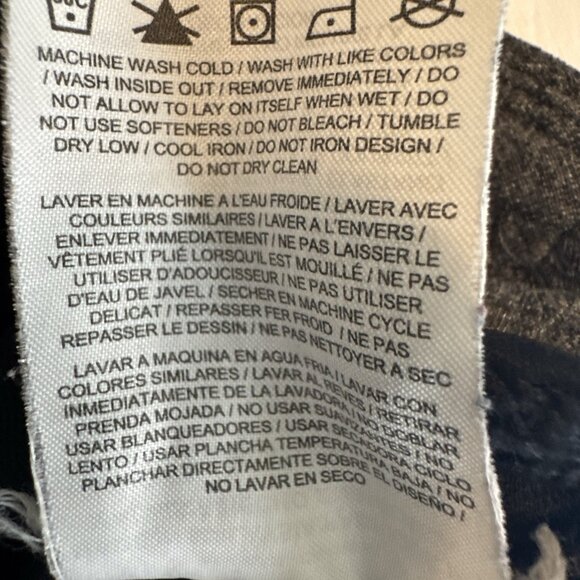 MACHINE WASH COLD / WASH WITH LIKE COLORS
/ WASH INSIDE OUT / REMOVE IMMEDIATELY / DO
NOT ALLOW TO LAY ON ITSELF WHEN WET / DO
NOT USE SOFTENERS / DO NOT BLEACH / TUMBLE
DRY LOW / COOL IRON / DO NOT IRON DESIGN /
DO NOT DRY CLEAN
LAVER EN MACHINE A L'EAU FROIDE / LAVER AVEC
COULEURS SIMILAIRES / LAVER A L'ENVERS /
ENLEVER IMMEDIATEMENT / NE PAS LAISSER LE
VÊTEMENT PLIÉ LORSQU'IL EST MOUILLÉ / NE PAS
UTILISER D'ADOUCISSEUR / NE PAS UTILISER
D'EAU DE JAVEL / SECHER EN MACHINE CYCLE
DELICAT / REPASSER FER FROID / NE PAS
REPASSER LE DESSIN / NE PAS NETTOYER A SEC
LAVAR A MAQUINA EN AGUA FRIA / LAVAR CON
COLORES SIMILARES / LAVAR AL REVES / RETIRAR
INMEDIATAMENTE DE LA LAVADORA / NO DOBLAR
PRENDA MOJADA / NO USAR SUAVIZANTES / NO
USAR BLANQUEADORES / USAR SECADORA CICLO
LENTO / USAR PLANCHA TEMPERATURA BAJA / NO
PLANCHAR DIRECTAMENTE SOBRE EL DISEÑO /
NO LAVAR EN SECO